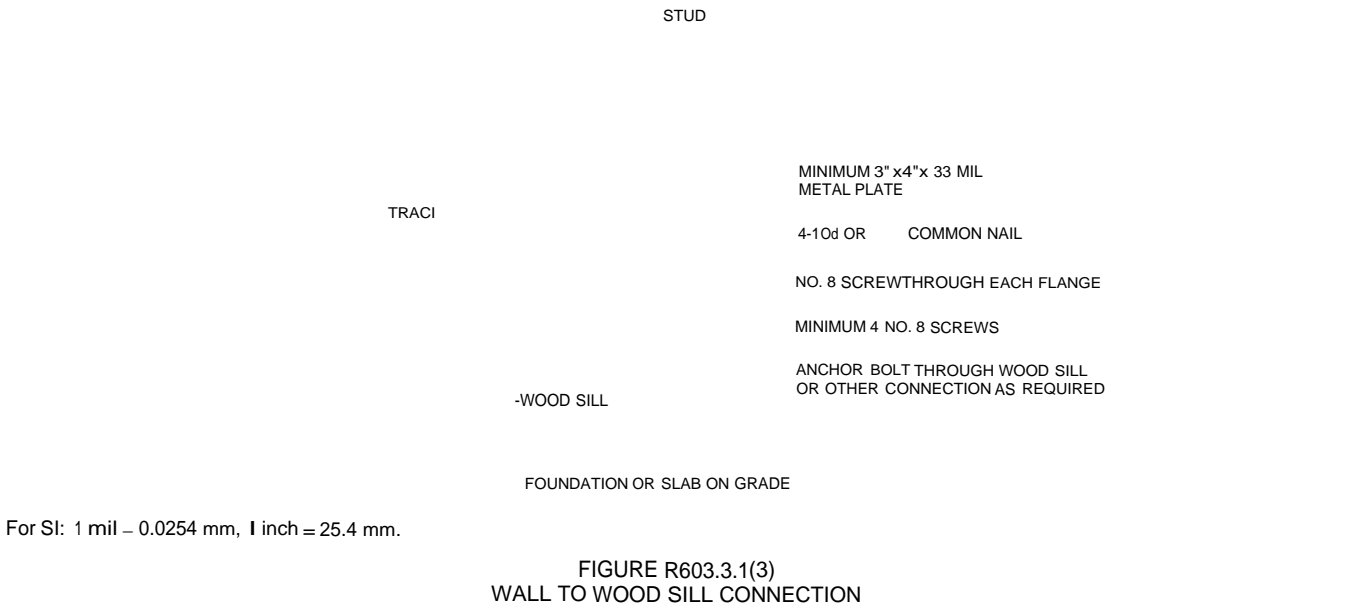 STUD
MINIMUM 3" x4"x 33 MIL
METAL PLATE
TRACI
4-10d OR COMMON NAIL
NO. 8 SCREWTHROUGH EACH FLANGE
MINIMUM 4 NO. 8 SCREWS
ANCHOR BOLT THROUGH WOOD SILL
OR OTHER CONNECTION AS REQUIRED
-WOOD SILL
FOUNDATION OR SLAB ON GRADE
For SI: 1 mil – 0.0254 mm, I inch = 25.4 mm.
FIGURE R603.3.1(3)
WALL TO WOOD SILL CONNECTION